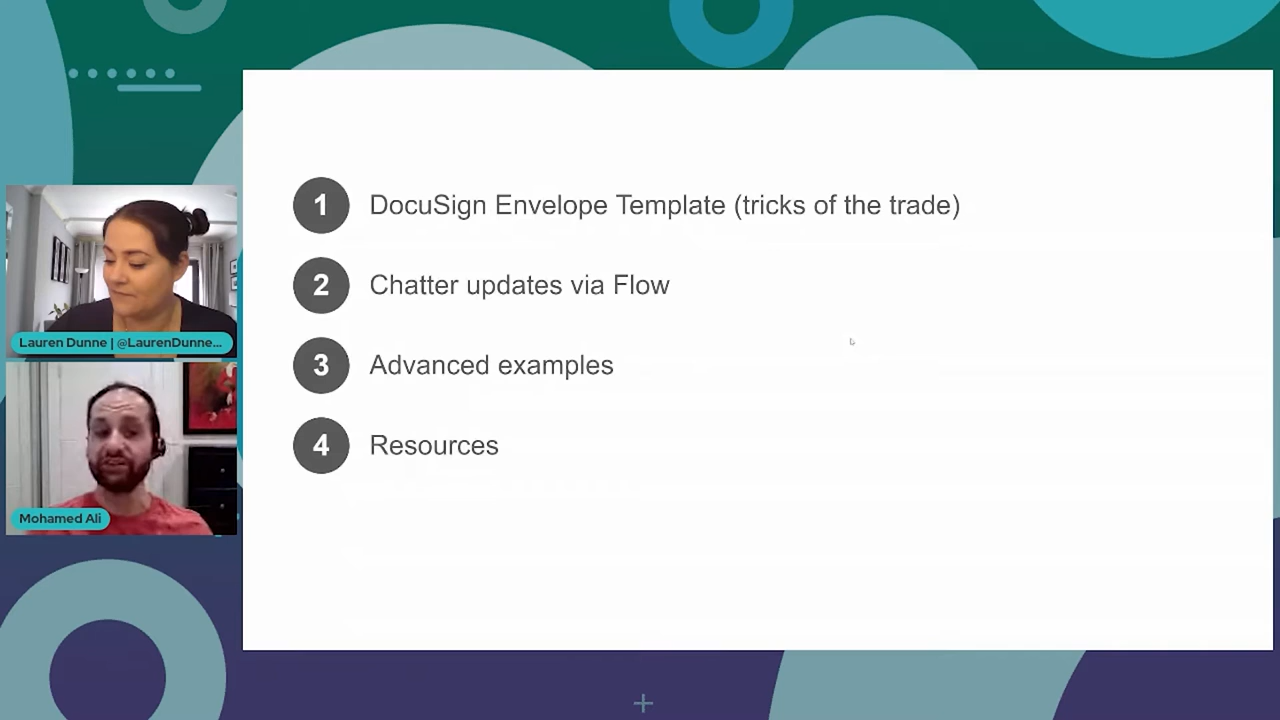 1 DocuSign Envelope Template (tricks of the trade)
2 Chatter updates via Flow
3 Advanced examples
4 Resources
Lauren Dunne | @LaurenDunne...
Mohamed Ali